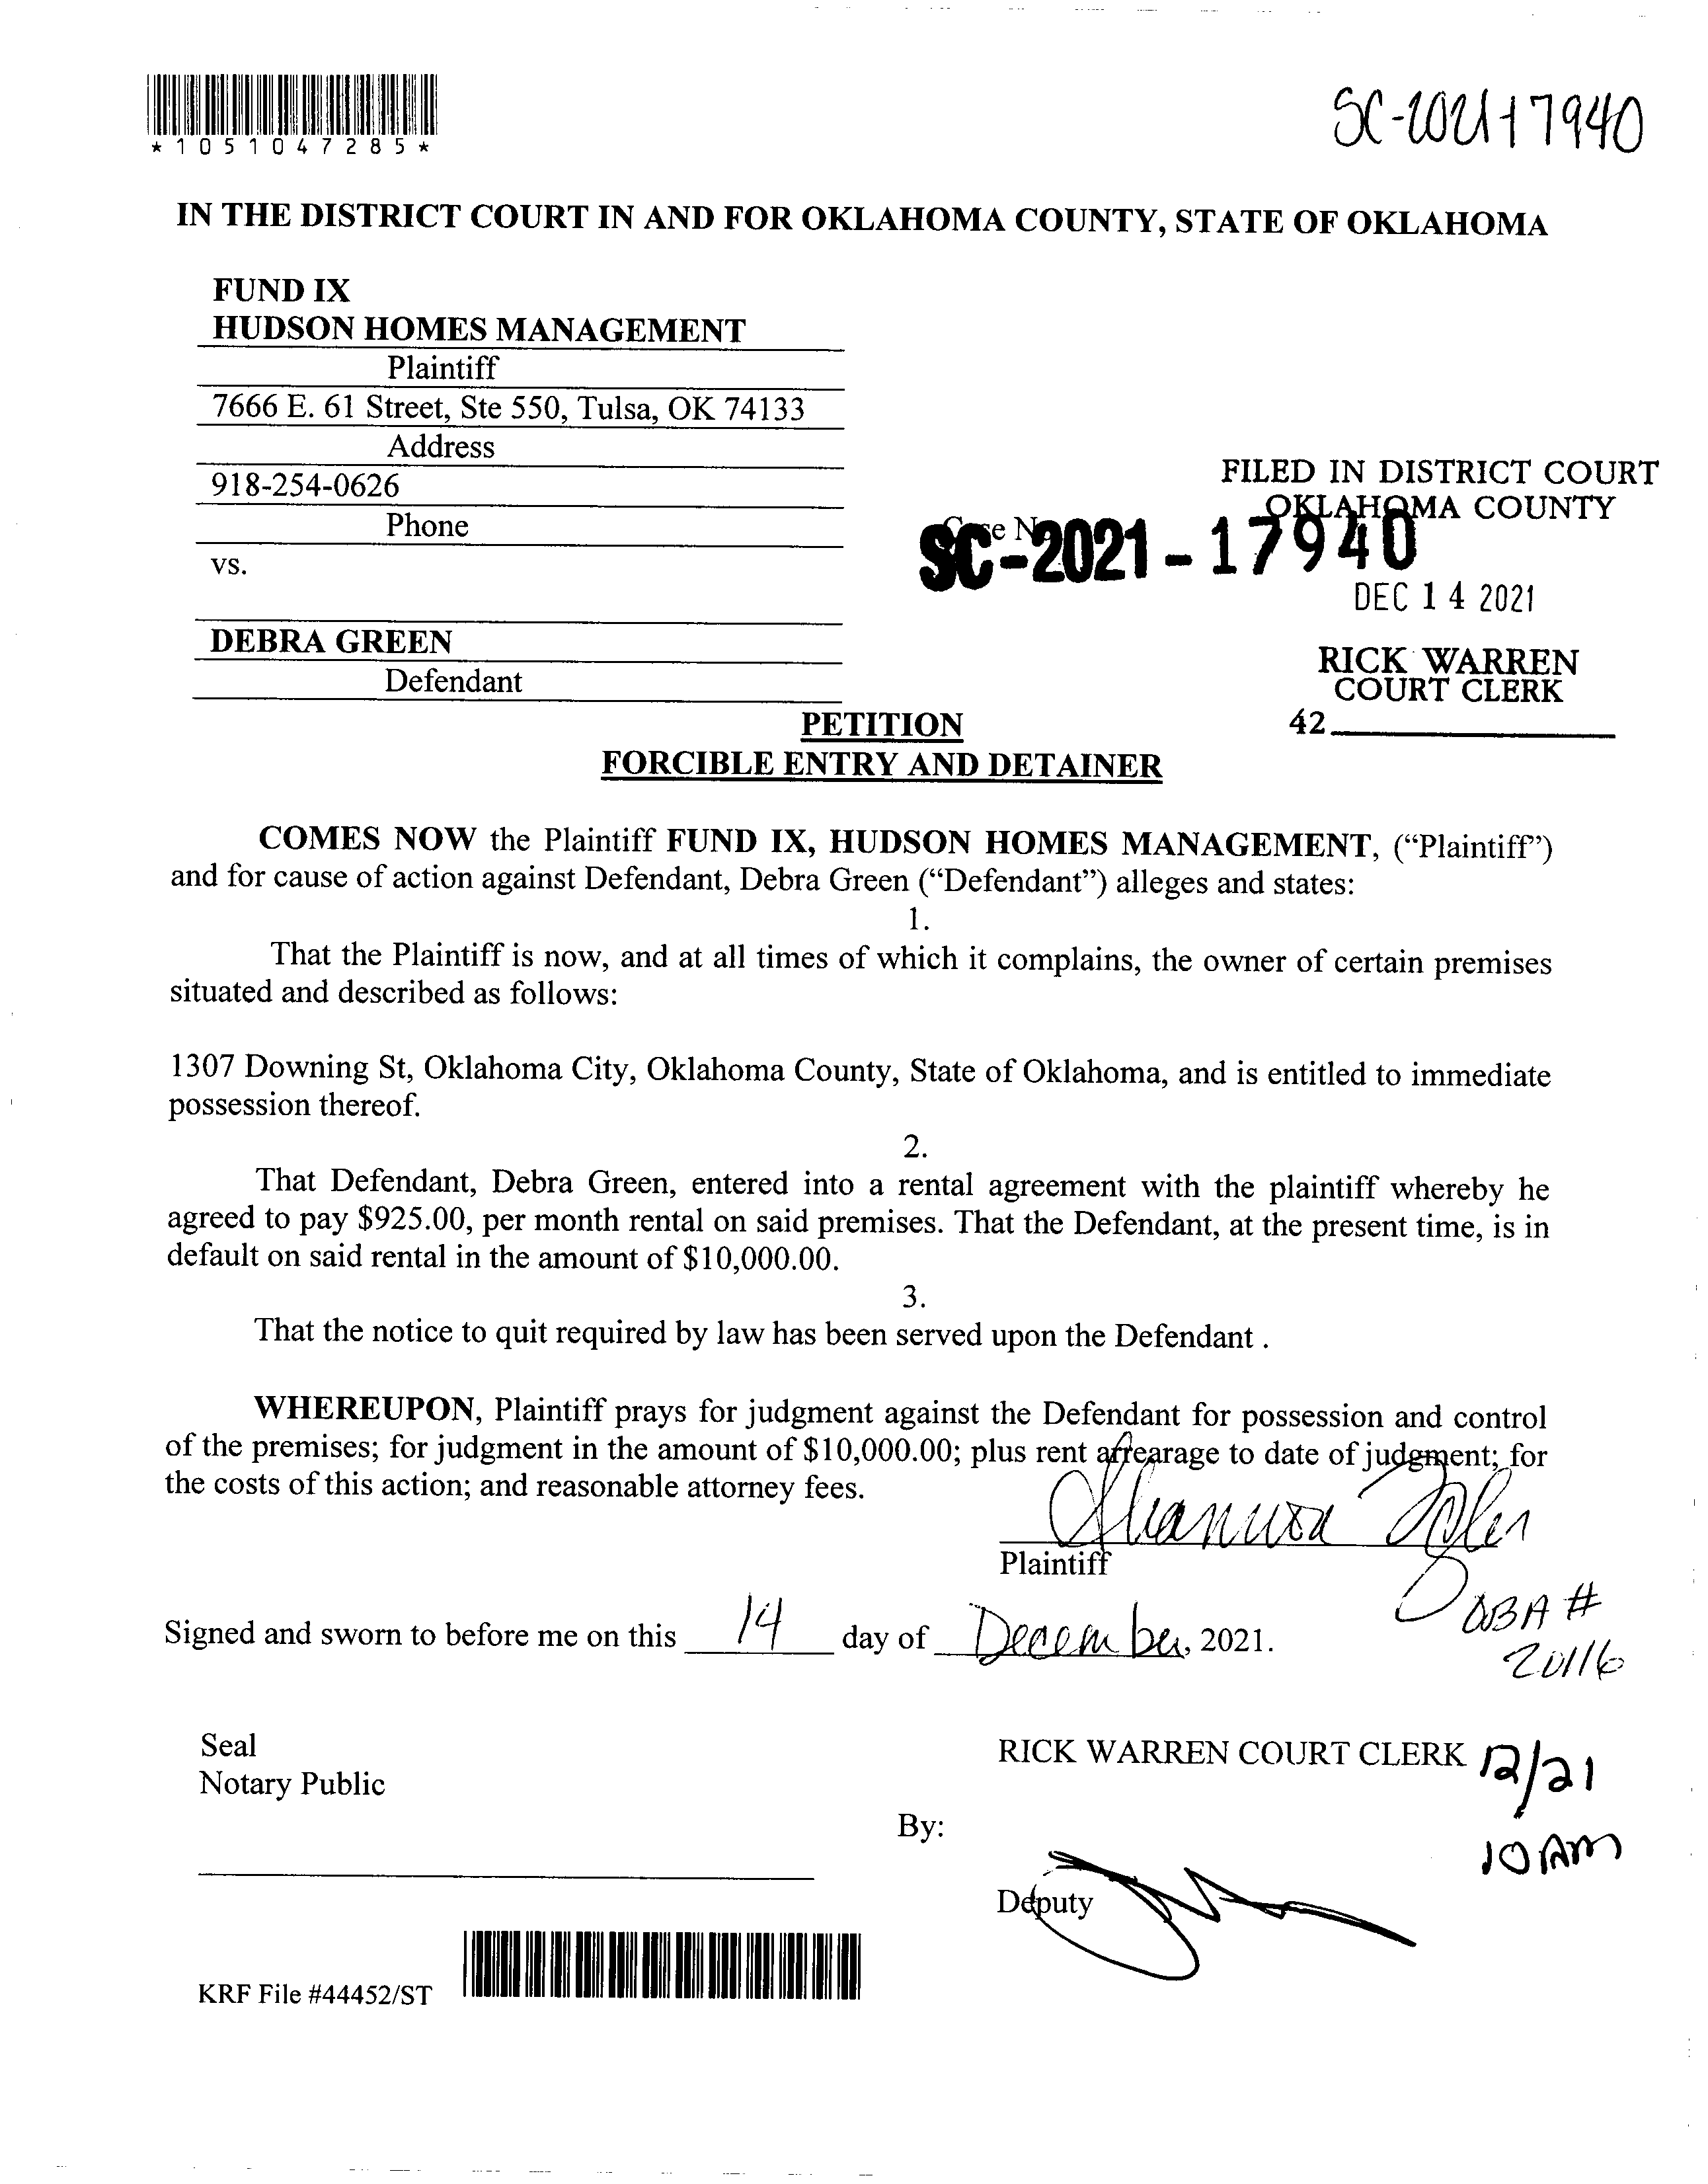 SC-2021-17940
*1051047285*
IN THE DISTRICT COURT IN AND FOR OKLAHOMA COUNTY, STATE OF OKLAHOMA
FUND IX
HUDSON HOMES MANAGEMENT
Plaintiff
7666 E. 61 Street, Ste 550, Tulsa, OK 74133
Address
918-254-0626
Phone
vs.
DEBRA GREEN
Defendant
FILED IN DISTRICT COURT
OKLAHOMA COUNTY
SC-2021-17940
DEC 14 2021
RICK WARREN
COURT CLERK
42
PETITION
FORCIBLE ENTRY AND DETAINER
COMES NOW the Plaintiff FUND IX, HUDSON HOMES MANAGEMENT, (“Plaintiff”)
and for cause of action against Defendant, Debra Green (“Defendant”) alleges and states:
1.
That the Plaintiff is now, and at all times of which it complains, the owner of certain premises
situated and described as follows:
1307 Downing St, Oklahoma City, Oklahoma County, State of Oklahoma, and is entitled to immediate
possession thereof.
2.
That Defendant, Debra Green, entered into a rental agreement with the plaintiff whereby he
agreed to pay $925.00, per month rental on said premises. That the Defendant, at the present time, is in
default on said rental in the amount of $10,000.00.
3.
That the notice to quit required by law has been served upon the Defendant .
WHEREUPON, Plaintiff prays for judgment against the Defendant for possession and control
of the premises; for judgment in the amount of $10,000.00; plus rent arrearage to date of judgment; for
the costs of this action; and reasonable attorney fees.
Plaintiff
OBA #
20116
Signed and sworn to before me on this 14 day of December, 2021.
Seal
Notary Public
RICK WARREN COURT CLERK 12/21
10 AM
By:
Deputy
KRF File #44452/ST